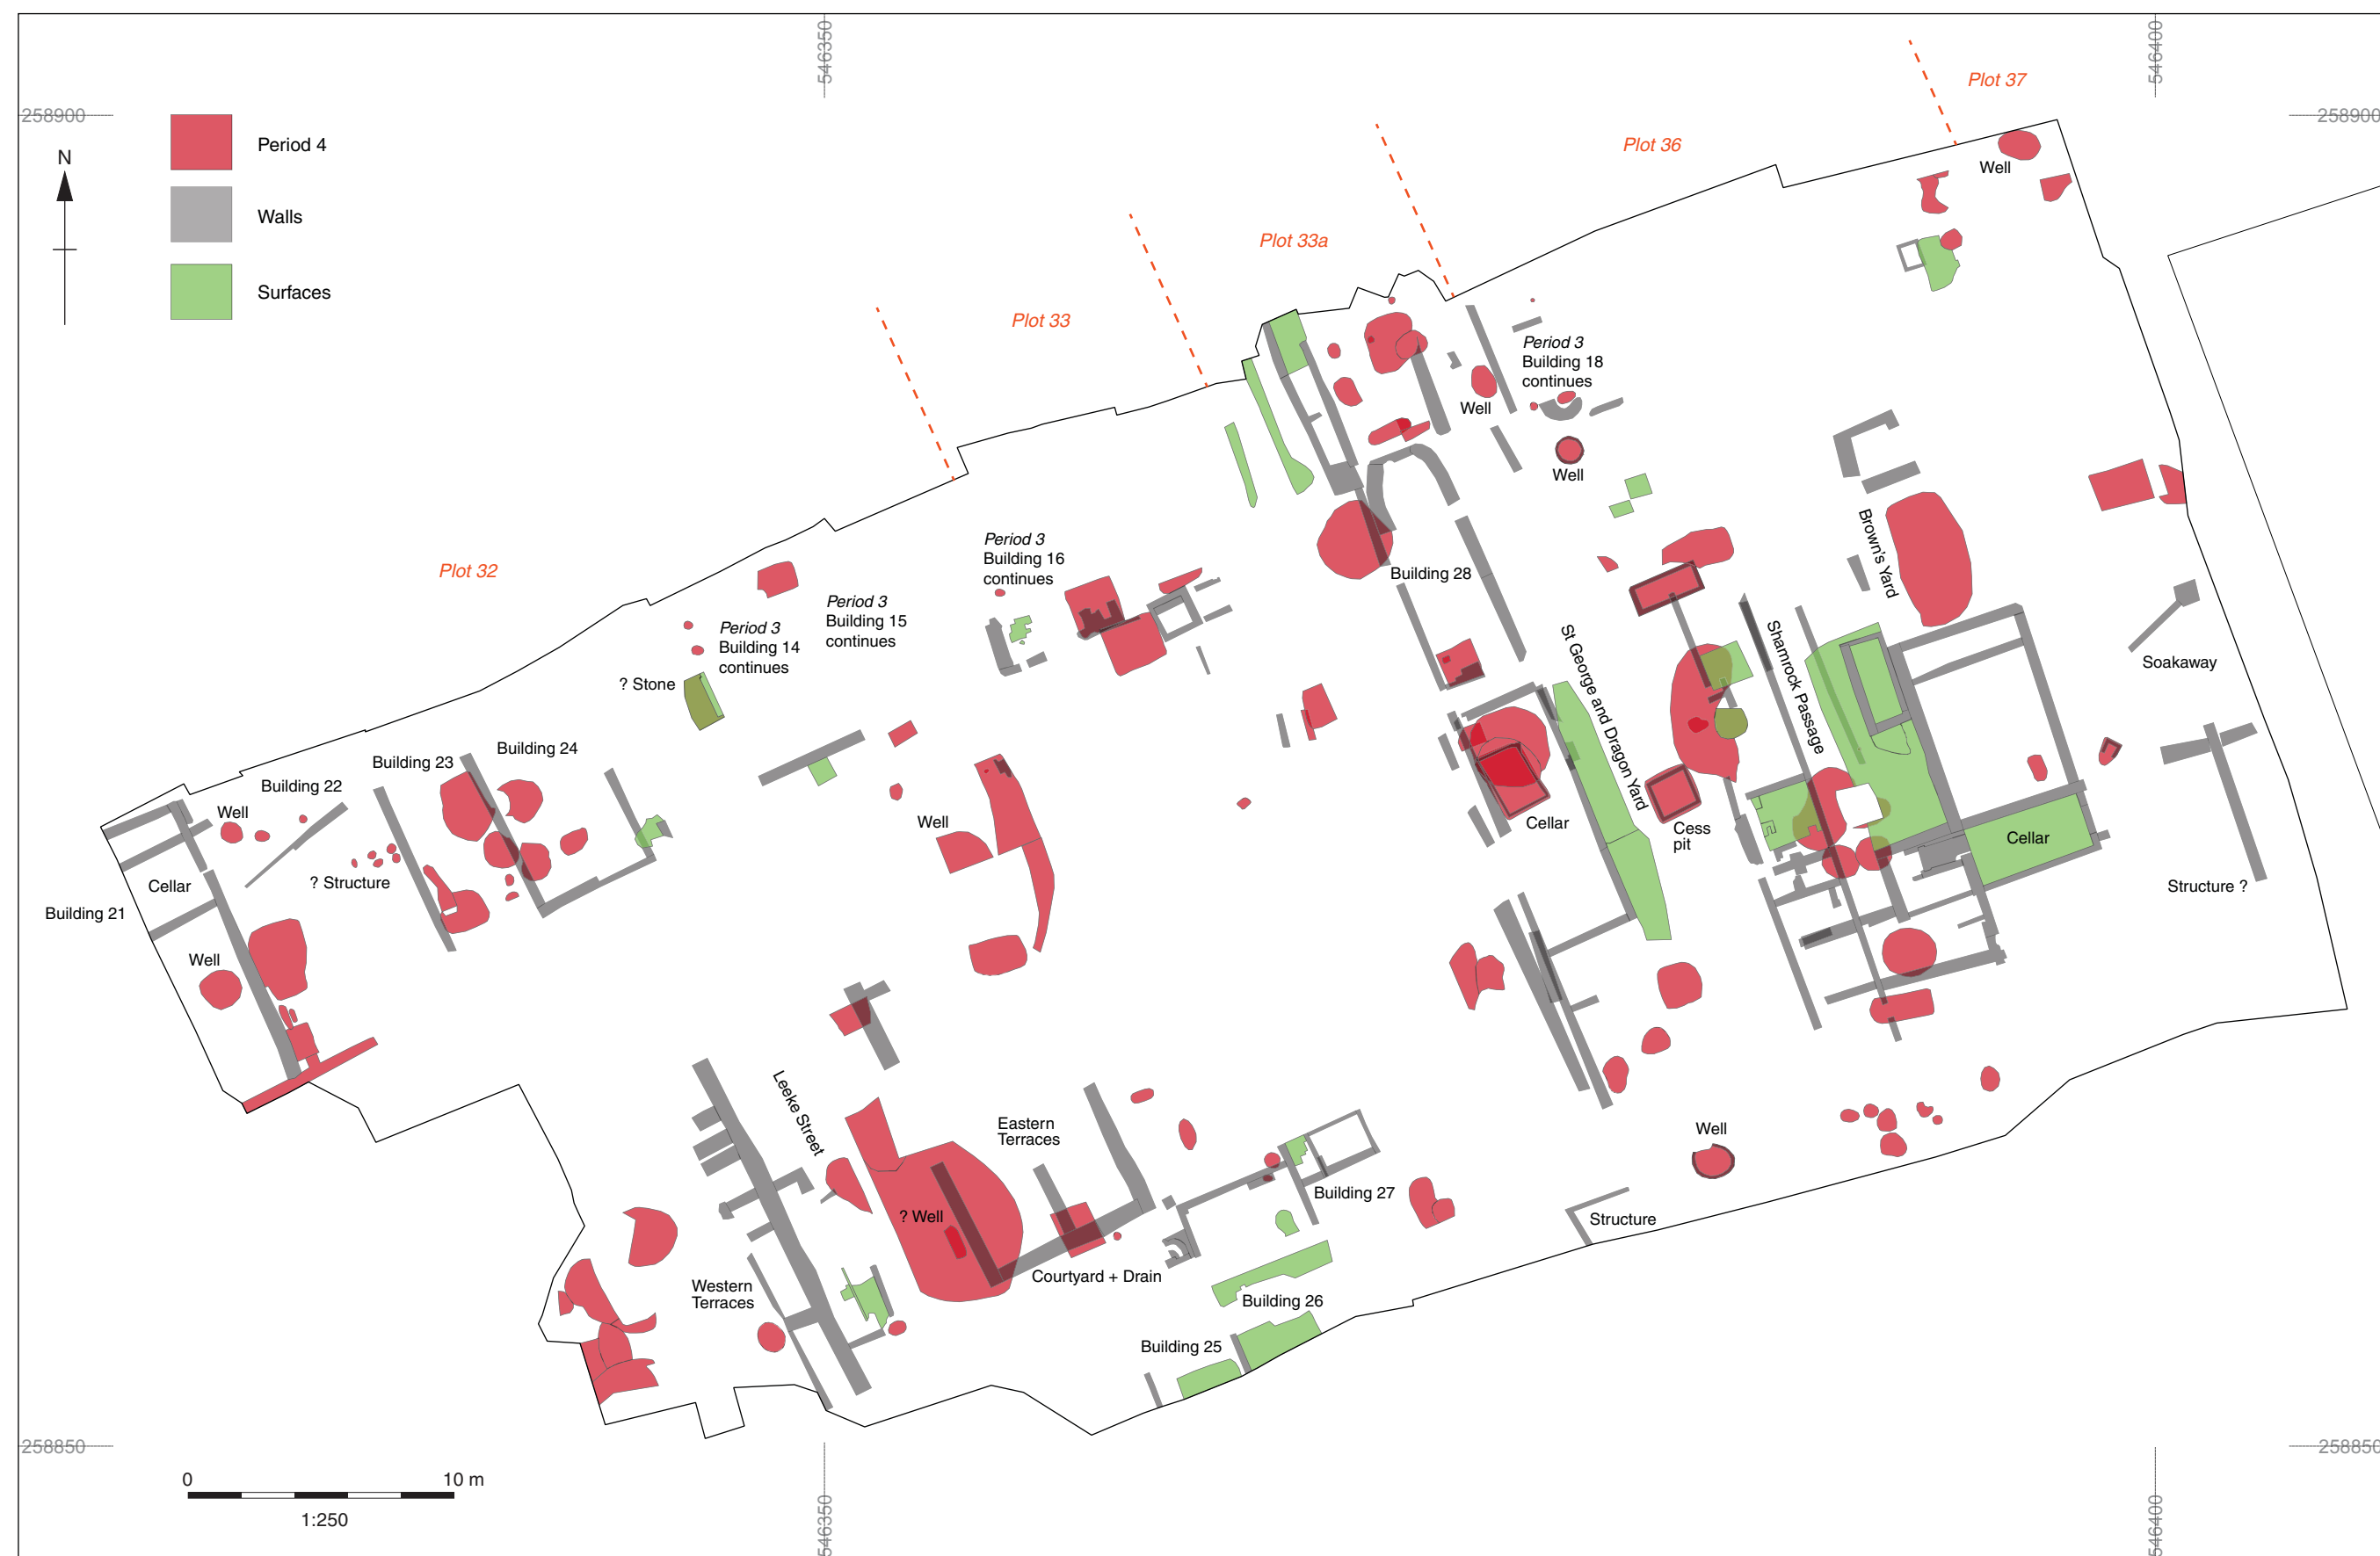 546350
546400
Plot 37
258900
258900
N
Period 4
Plot 36
Well
Walls
Plot 33a
Surfaces
Plot 33
Period 3
Building 18
continues
Well
Well
Brown's Yard
Period 3
Building 16
continues
Plot 32
Building 28
Period 3
Building 15
continues
Period 3
Building 14
continues
? Stone
St George and Dragon Yard
Shamrock Passage
Soakaway
Building 24
Building 23
Building 22
Well
Well
Cellar
Cess
pit
Cellar
? Structure
Cellar
Building 21
Structure ?
Well
Leeke Street
Eastern
Terraces
Well
Building 27
? Well
Structure
Courtyard + Drain
Western
Terraces
Building 26
Building 25
258850
258850
0
10 m
1:250
546350
546400